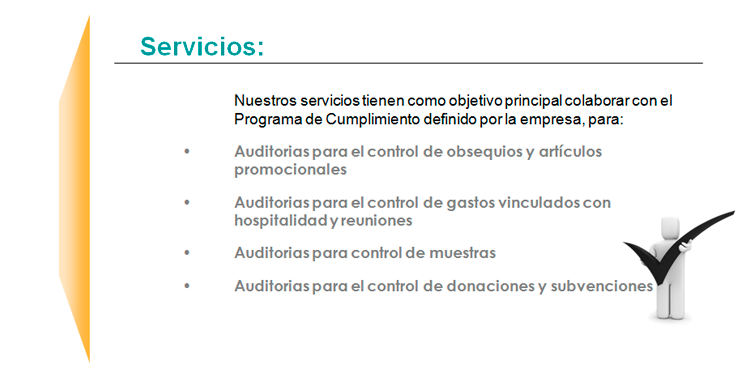 Servicios:
Nuestros servicios tienen como objetivo principal colaborar con el
Programa de Cumplimiento definido por la empresa, para:
• Auditorias para el control de obsequios y artículos
promocionales
• Auditorias para el control de gastos vinculados con
hospitalidad y reuniones
• Auditorias para control de muestras
• Auditorias para el control de donaciones y subvenciones